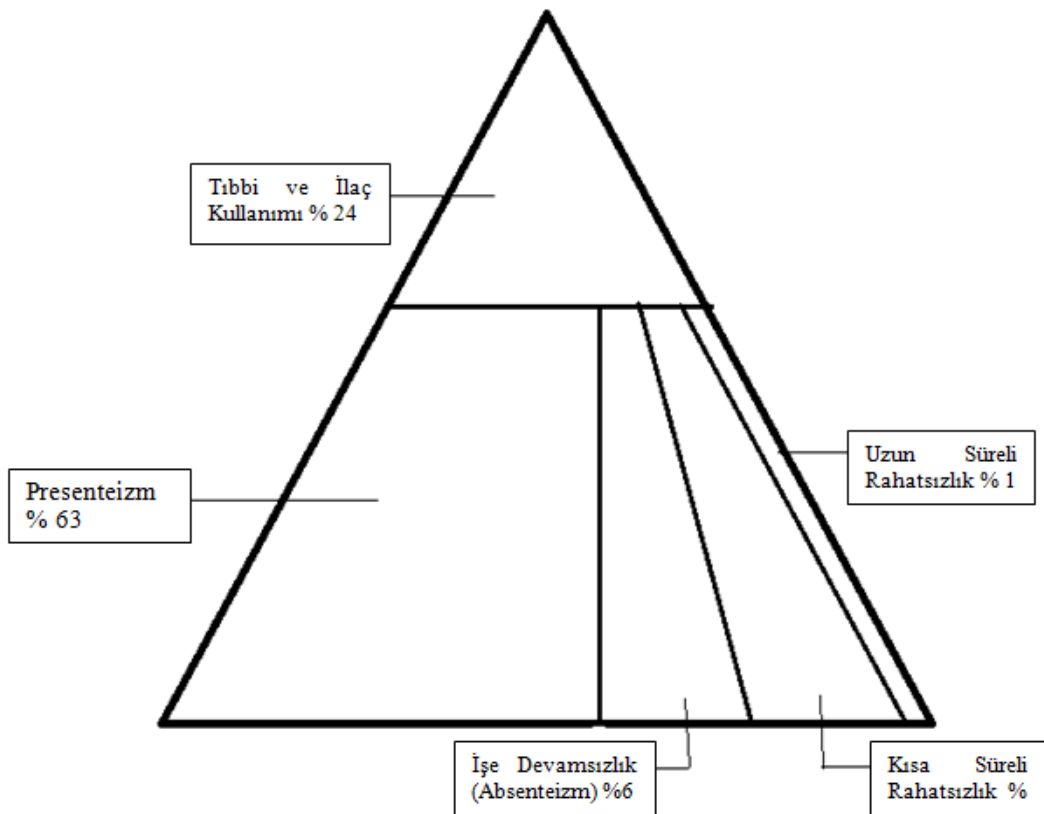 Tıbbi ve İlaç
Kullanımı % 24
Uzun Süreli
Rahatsızlık % 1
Presenteizm
% 63
İşe Devamsızlık
(Absenteizm) %6
Kısa Süreli
Rahatsızlık %